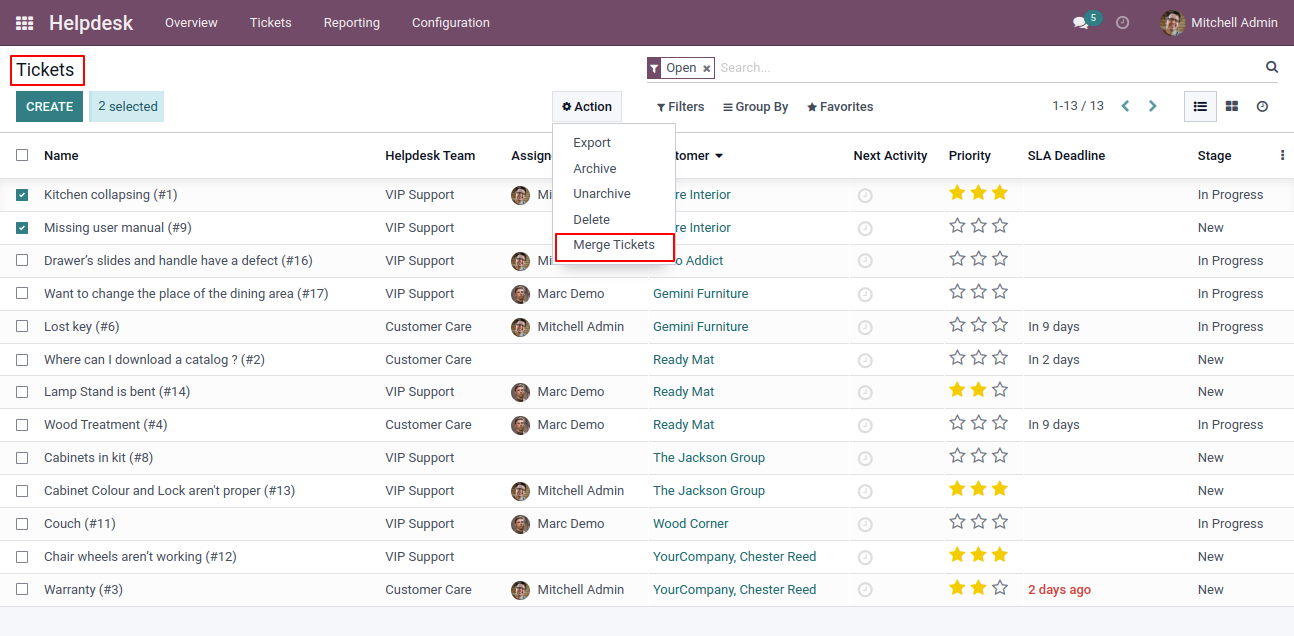 Helpdesk Overview Tickets Reporting Configuration 5 Mitchell Admin
Tickets Open × Search...
CREATE 2 selected Action Filters Group By Favorites 1-13 / 13
Export
Archive
Unarchive
Delete
Merge Tickets
Name Helpdesk Team Assign tomer Next Activity Priority SLA Deadline Stage
Kitchen collapsing (#1) VIP Support Mi re Interior In Progress
Missing user manual (#9) VIP Support re Interior New
Drawer's slides and handle have a defect (#16) VIP Support Mi o Addict In Progress
Want to change the place of the dining area (#17) VIP Support Marc Demo Gemini Furniture In Progress
Lost key (#6) Customer Care Mitchell Admin Gemini Furniture In 9 days In Progress
Where can I download a catalog ? (#2) Customer Care Ready Mat In 2 days New
Lamp Stand is bent (#14) VIP Support Marc Demo Ready Mat New
Wood Treatment (#4) Customer Care Marc Demo Ready Mat In 9 days In Progress
Cabinets in kit (#8) VIP Support The Jackson Group New
Cabinet Colour and Lock aren't proper (#13) VIP Support Mitchell Admin The Jackson Group New
Couch (#11) VIP Support Marc Demo Wood Corner In Progress
Chair wheels aren't working (#12) VIP Support YourCompany, Chester Reed New
Warranty (#3) Customer Care Mitchell Admin YourCompany, Chester Reed 2 days ago New